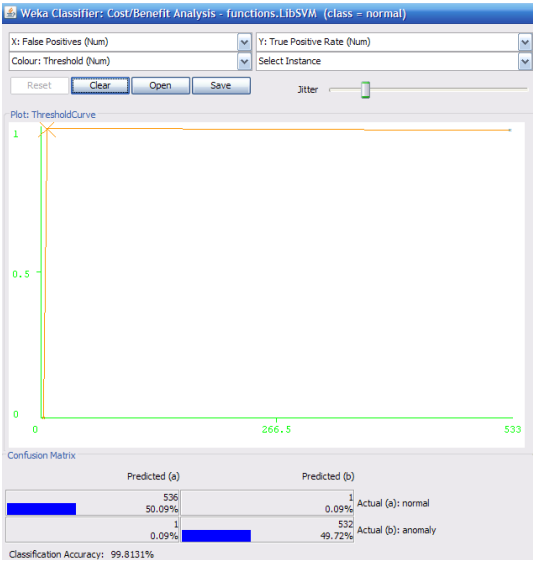 Weka Classifier: Cost/Benefit Analysis - functions.LibSVM (class = normal)
X: False Positives (Num)
Y: True Positive Rate (Num)
Colour: Threshold (Num)
Select Instance
Reset
Clear
Open
Save
Jitter
Plot: ThresholdCurve
1
0.5
0
0
266.5
533
Confusion Matrix
Predicted (a)
Predicted (b)
536
50.09%
1
0.09%
Actual (a): normal
1
0.09%
532
49.72%
Actual (b): anomaly
Classification Accuracy: 99.8131%